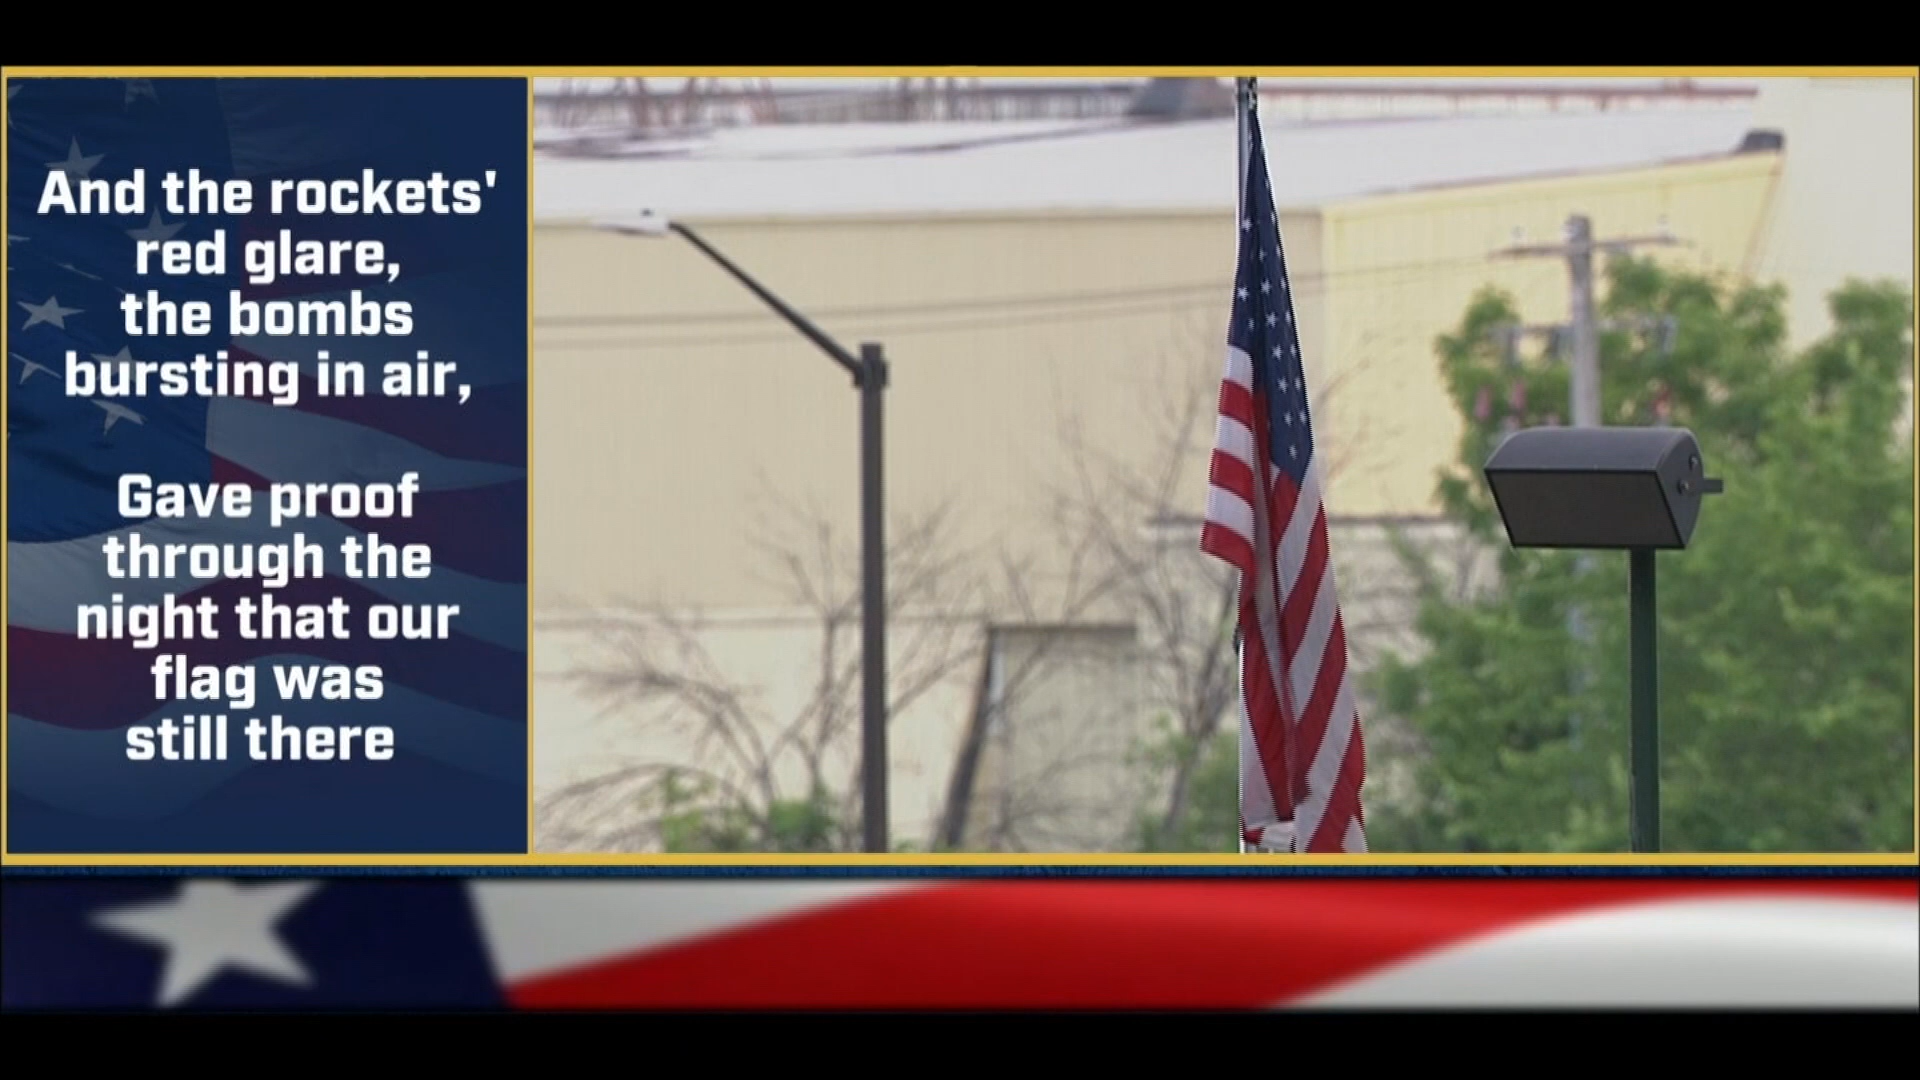 And the rockets'
red glare,
the bombs
bursting in air,
Gave proof
through the
night that our
flag was
still there